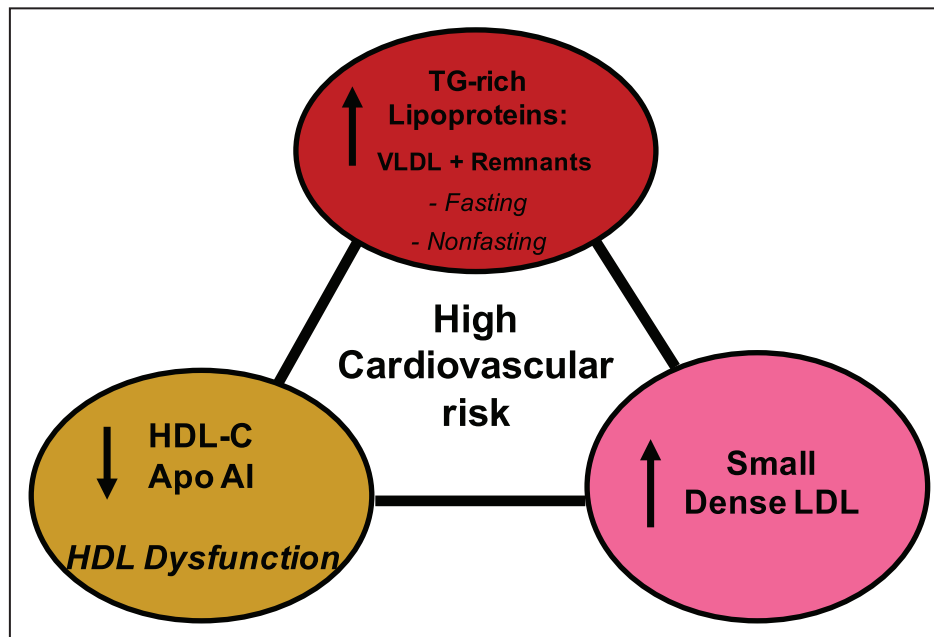 TG-rich
Lipoproteins:
VLDL + Remnants
- Fasting
- Nonfasting
High
Cardiovascular
risk
HDL-C
Apo AI
HDL Dysfunction
Small
Dense LDL